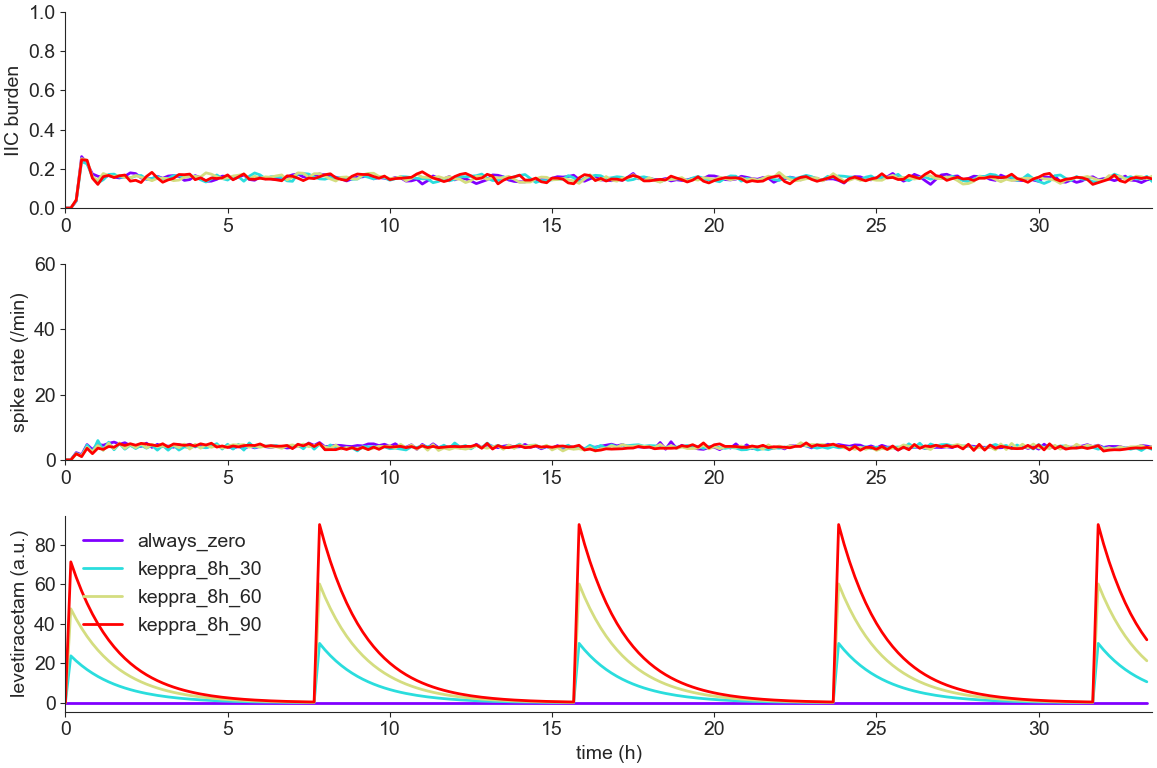 1.0
0.8
0.6
0.4
0.2
0.0
IIC burden
0 5 10 15 20 25 30
60
40
20
0
spike rate (/min)
0 5 10 15 20 25 30
80
60
40
20
0
levetiracetam (a.u.)
always_zero
keppra_8h_30
keppra_8h_60
keppra_8h_90
0 5 10 15 20 25 30
time (h)